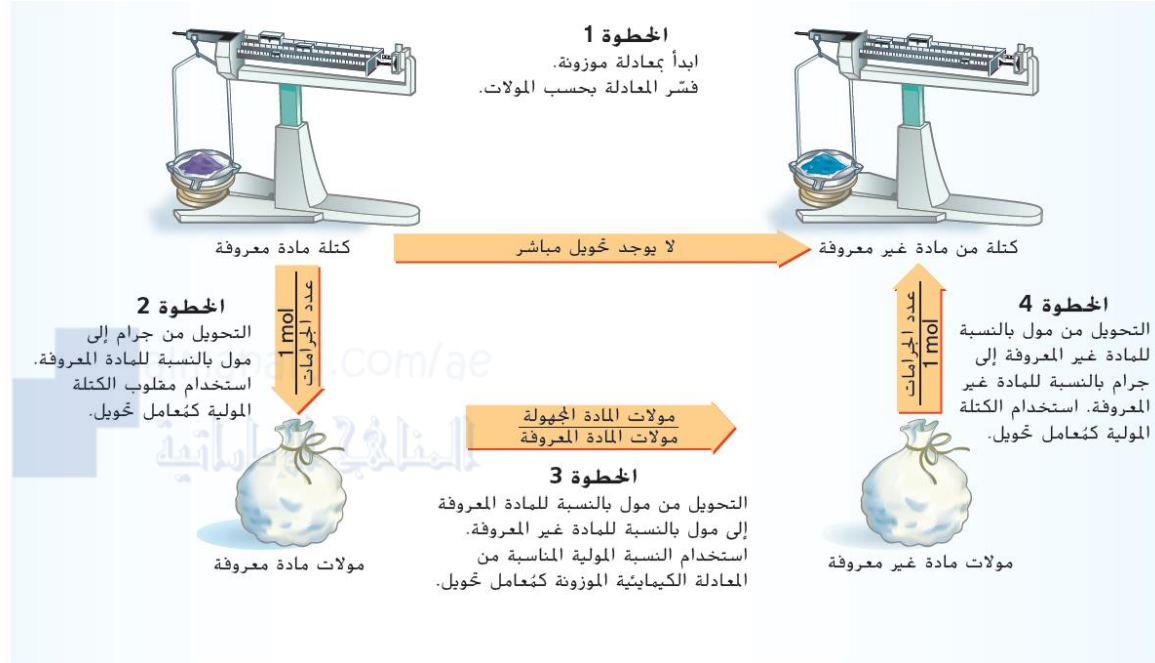 الخطوة 1
ابدأ بمعادلة موزونة.
فسّر المعادلة بحسب المولات.
كتلة مادة معروفة
لا يوجد تحويل مباشر
كتلة من مادة غير معروفة
الخطوة 2
التحويل من جرام إلى
مول بالنسبة للمادة المعروفة.
استخدام مقلوب الكتلة
المولية كمُعامل تحويل.
1 mol
عدد الجرامات
مولات مادة معروفة
مولات المادة المجهولة
مولات المادة المعروفة
الخطوة 3
التحويل من مول بالنسبة للمادة المعروفة
إلى مول بالنسبة للمادة غير المعروفة.
استخدام النسبة المولية المناسبة من
المعادلة الكيميائية الموزونة كمُعامل تحويل.
عدد الجرامات
1 mol
الخطوة 4
التحويل من مول بالنسبة
للمادة غير المعروفة إلى
جرام بالنسبة للمادة غير
المعروفة. استخدام الكتلة
المولية كمُعامل تحويل.
مولات مادة غير معروفة
almanahj.com/ae
المناهج الإماراتية